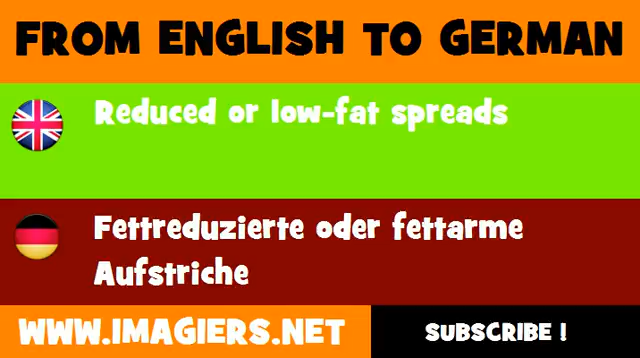 FROM ENGLISH TO GERMAN
Reduced or low-fat spreads
Fettreduzierte oder fettarme
Aufstriche
WWW.IMAGIERS.NET
SUBSCRIBE !